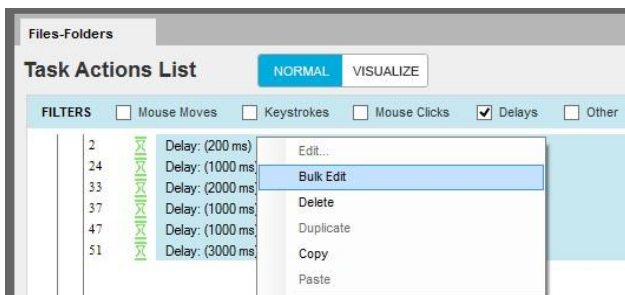 Files-Folders
Task Actions List NORMAL VISUALIZE
FILTERS Mouse Moves Keystrokes Mouse Clicks Delays Other
2 Delay: (200 ms) Edit...
24 Delay: (1000 ms) Bulk Edit
33 Delay: (2000 ms) Delete
37 Delay: (1000 ms) Duplicate
47 Delay: (1000 ms) Copy
51 Delay: (3000 ms) Paste